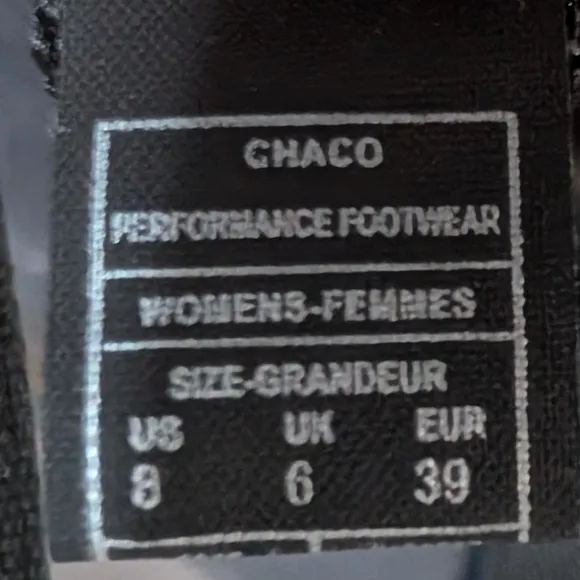 CHACO
PERFORMANCE FOOTWEAR
WOMENS-FEMMES
SIZE-GRANDEUR
US UK EUR
8 6 39